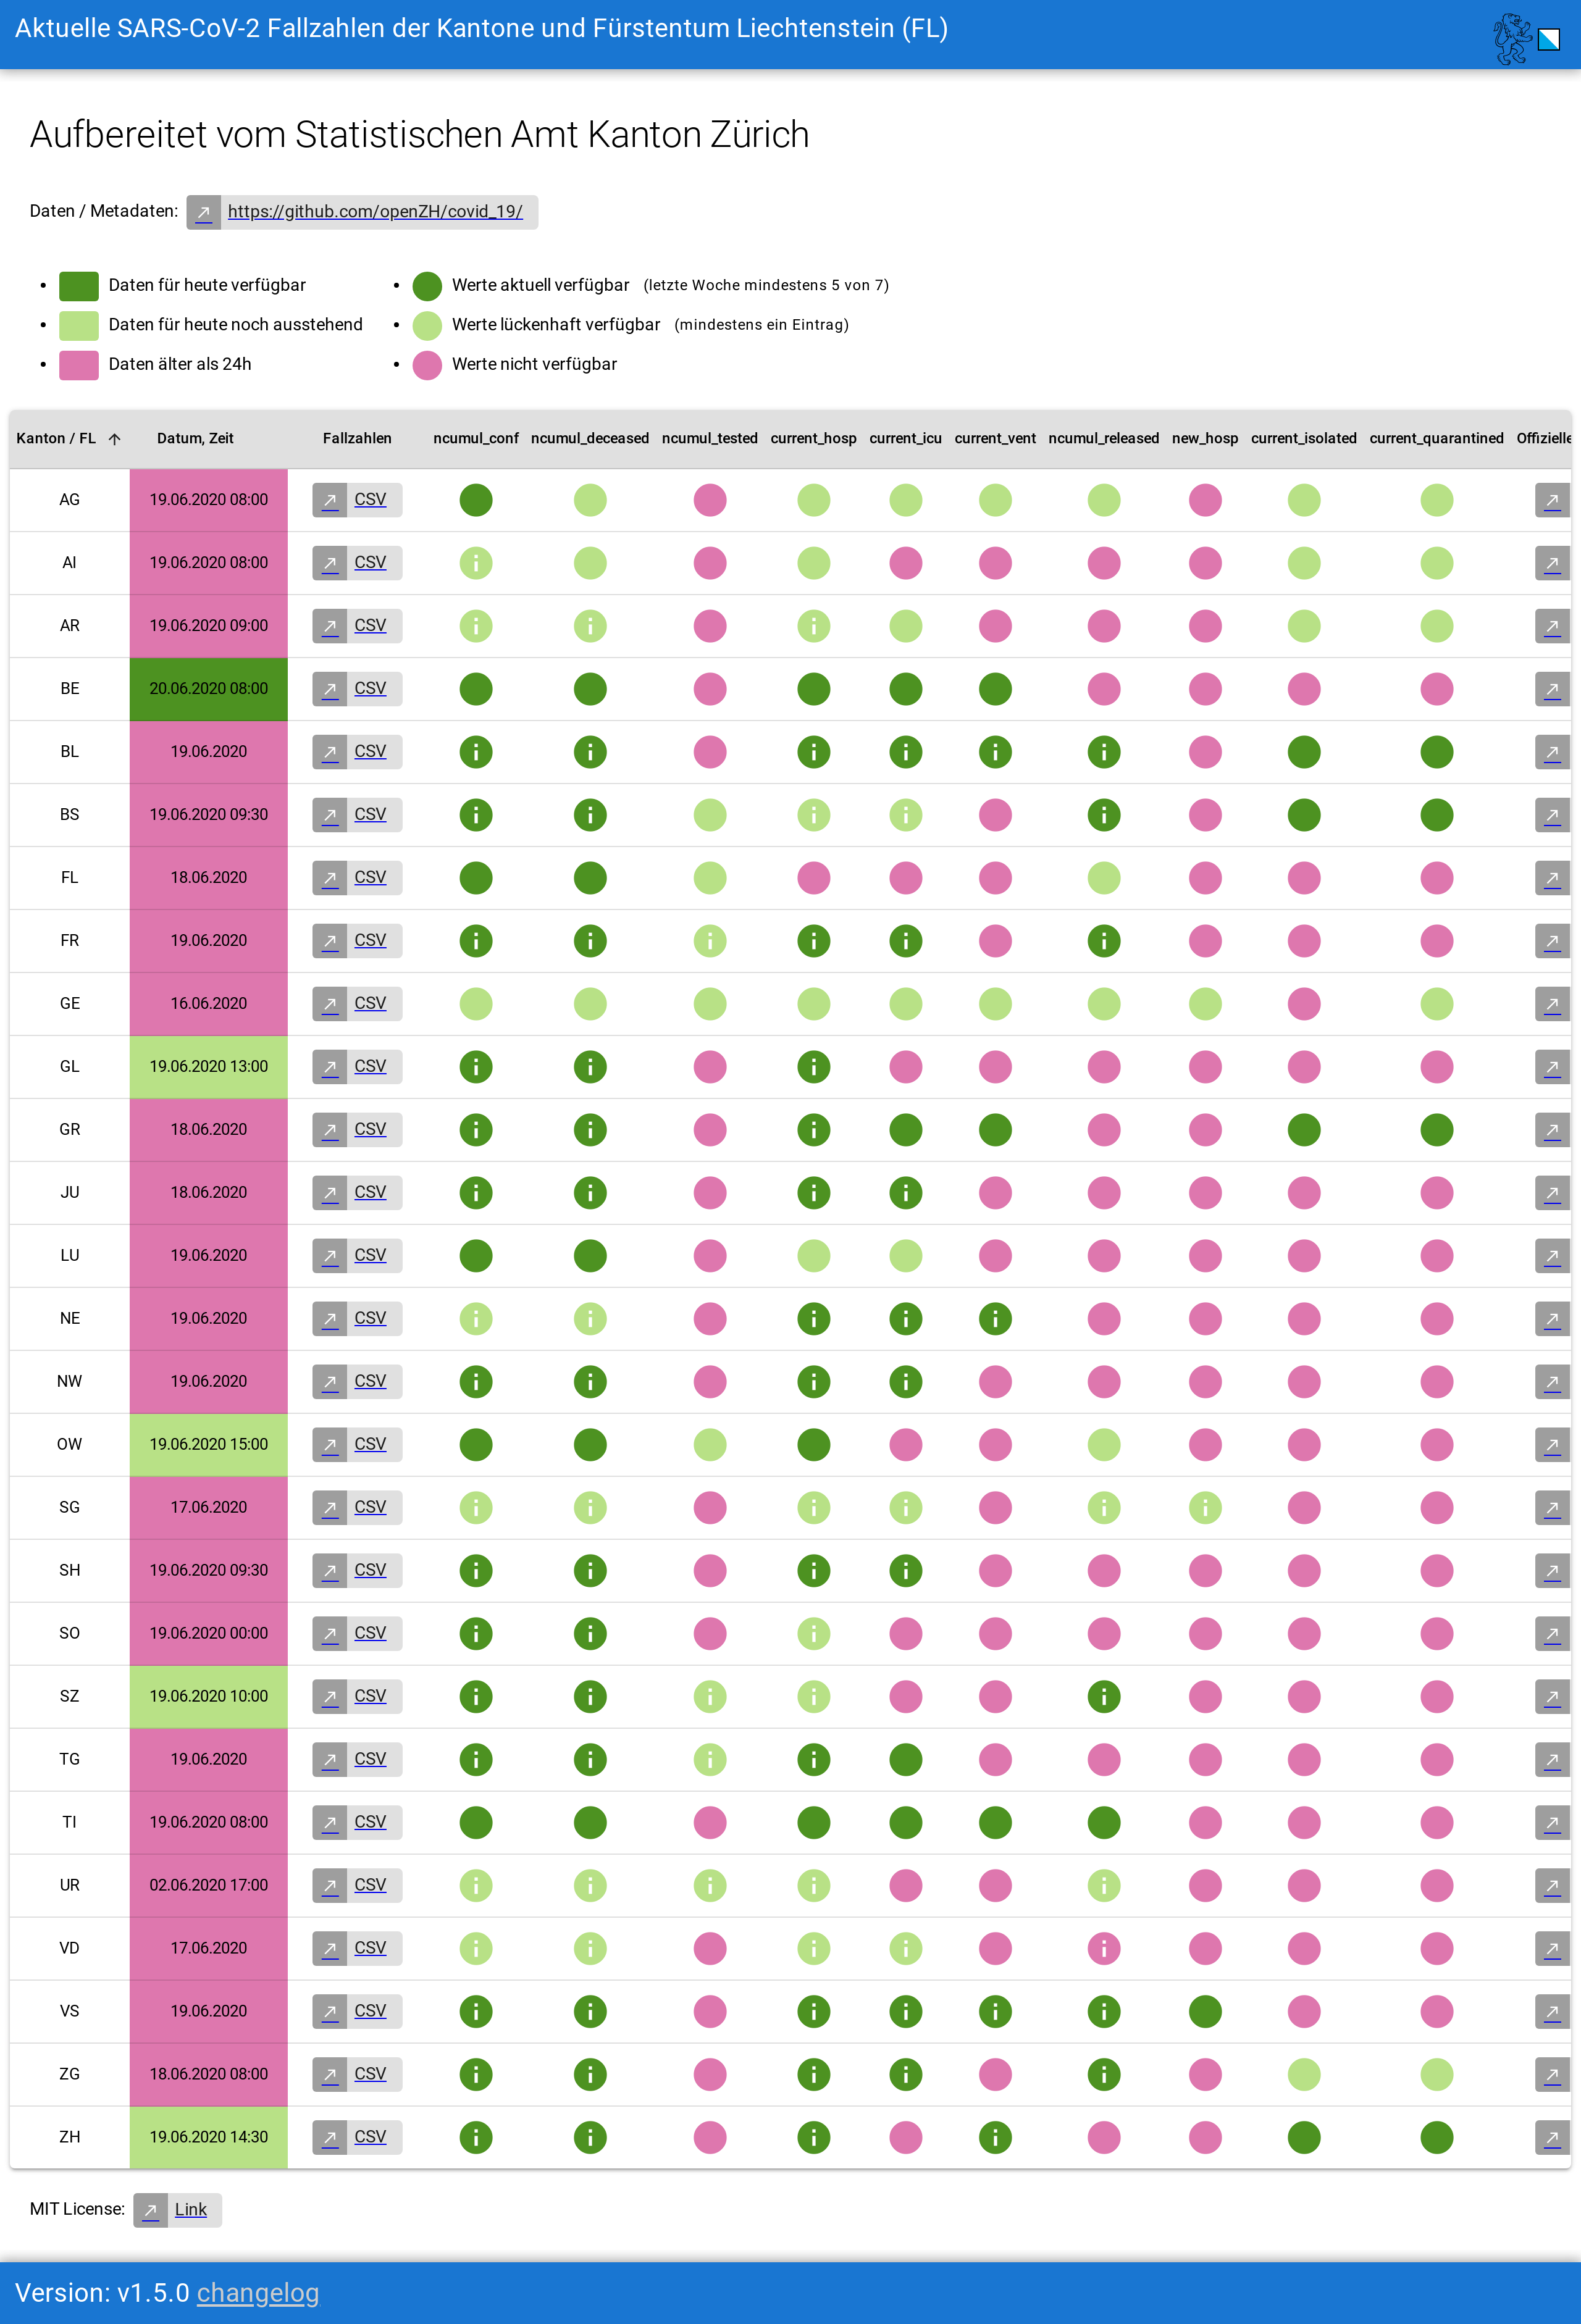 Aktuelle SARS-CoV-2 Fallzahlen der Kantone und Fürstentum Liechtenstein (FL)
Aufbereitet vom Statistischen Amt Kanton Zürich
Daten / Metadaten: https://github.com/openZH/covid_19/
Daten für heute verfügbar
Daten für heute noch ausstehend
Daten älter als 24h
Werte aktuell verfügbar (letzte Woche mindestens 5 von 7)
Werte lückenhaft verfügbar (mindestens ein Eintrag)
Werte nicht verfügbar
Kanton / FL Datum, Zeit Fallzahlen ncumul_conf ncumul_deceased ncumul_tested current_hosp current_icu current_vent ncumul_released new_hosp current_isolated current_quarantined Offizielle
AG 19.06.2020 08:00 CSV
AI 19.06.2020 08:00 CSV
AR 19.06.2020 09:00 CSV
BE 20.06.2020 08:00 CSV
BL 19.06.2020 CSV
BS 19.06.2020 09:30 CSV
FL 18.06.2020 CSV
FR 19.06.2020 CSV
GE 16.06.2020 CSV
GL 19.06.2020 13:00 CSV
GR 18.06.2020 CSV
JU 18.06.2020 CSV
LU 19.06.2020 CSV
NE 19.06.2020 CSV
NW 19.06.2020 CSV
OW 19.06.2020 15:00 CSV
SG 17.06.2020 CSV
SH 19.06.2020 09:30 CSV
SO 19.06.2020 00:00 CSV
SZ 19.06.2020 10:00 CSV
TG 19.06.2020 CSV
TI 19.06.2020 08:00 CSV
UR 02.06.2020 17:00 CSV
VD 17.06.2020 CSV
VS 19.06.2020 CSV
ZG 18.06.2020 08:00 CSV
ZH 19.06.2020 14:30 CSV
MIT License: Link
Version: v1.5.0 changelog